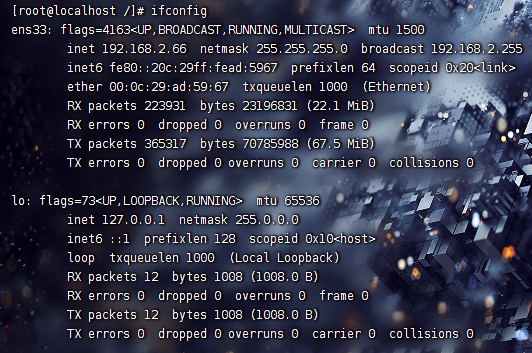 [root@localhost /]# ifconfig
ens33: flags=4163<UP,BROADCAST,RUNNING,MULTICAST>  mtu 1500
        inet 192.168.2.66  netmask 255.255.255.0  broadcast 192.168.2.255
        inet6 fe80::20c:29ff:fead:5967  prefixlen 64  scopeid 0x20<link>
        ether 00:0c:29:ad:59:67  txqueuelen 1000  (Ethernet)
        RX packets 223931  bytes 23196831 (22.1 MiB)
        RX errors 0  dropped 0  overruns 0  frame 0
        TX packets 365317  bytes 70785988 (67.5 MiB)
        TX errors 0  dropped 0 overruns 0  carrier 0  collisions 0

lo: flags=73<UP,LOOPBACK,RUNNING>  mtu 65536
        inet 127.0.0.1  netmask 255.0.0.0
        inet6 ::1  prefixlen 128  scopeid 0x10<host>
        loop  txqueuelen 1000  (Local Loopback)
        RX packets 12  bytes 1008 (1008.0 B)
        RX errors 0  dropped 0  overruns 0  frame 0
        TX packets 12  bytes 1008 (1008.0 B)
        TX errors 0  dropped 0 overruns 0  carrier 0  collisions 0